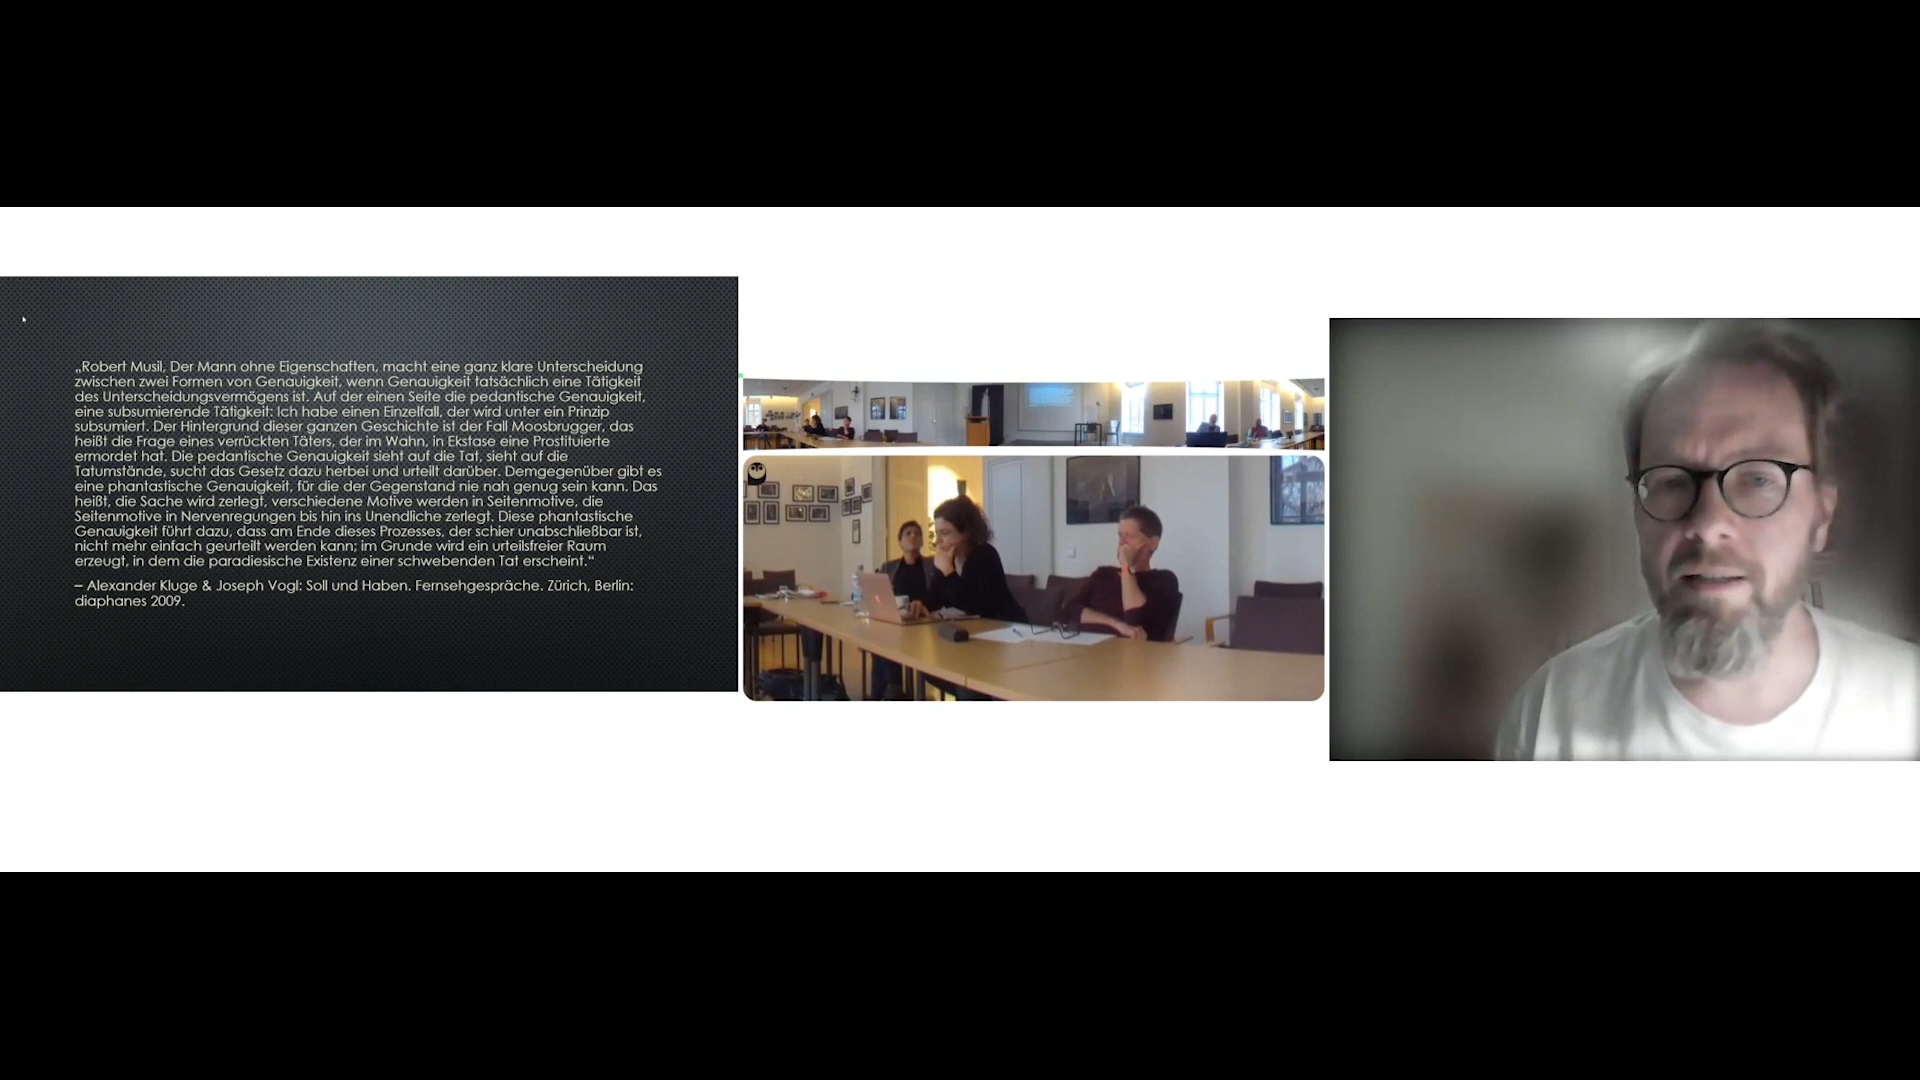 „Robert Musil, Der Mann ohne Eigenschaften, macht eine ganz klare Unterscheidung
zwischen zwei Formen von Genauigkeit, wenn Genauigkeit tatsächlich eine Tätigkeit
des Unterscheidungsvermögens ist. Auf der einen Seite die pedantische Genauigkeit,
eine subsumierende Tätigkeit: Ich habe einen Einzelfall, der wird unter ein Prinzip
subsumiert. Der Hintergrund dieser ganzen Geschichte ist der Fall Moosbrugger, das
heißt die Frage eines verrückten Täters, der im Wahn, in Ekstase eine Prostituierte
ermordet hat. Die pedantische Genauigkeit sieht auf die Tat, sieht auf die
Tatumstände, sucht das Gesetz dazu herbei und urteilt darüber. Demgegenüber gibt es
eine phantastische Genauigkeit, für die der Gegenstand nie nah genug sein kann. Das
heißt, die Sache wird zerlegt, verschiedene Motive werden in Seitenmotive, die
Seitenmotive in Nervenregungen bis hin ins Unendliche zerlegt. Diese phantastische
Genauigkeit führt dazu, dass am Ende dieses Prozesses, der schier unabschließbar ist,
nicht mehr einfach geurteilt werden kann; im Grunde wird ein urteilsfreier Raum
erzeugt, in dem die paradiesische Existenz einer schwebenden Tat erscheint.“
– Alexander Kluge & Joseph Vogl: Soll und Haben. Fernsehgespräche. Zürich, Berlin:
diaphanes 2009.